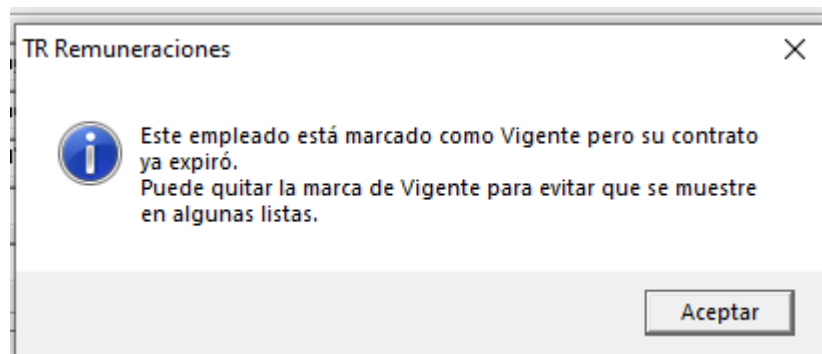 TR Remuneraciones
Este empleado está marcado como Vigente pero su contrato
ya expiró.
Puede quitar la marca de Vigente para evitar que se muestre
en algunas listas.
Aceptar